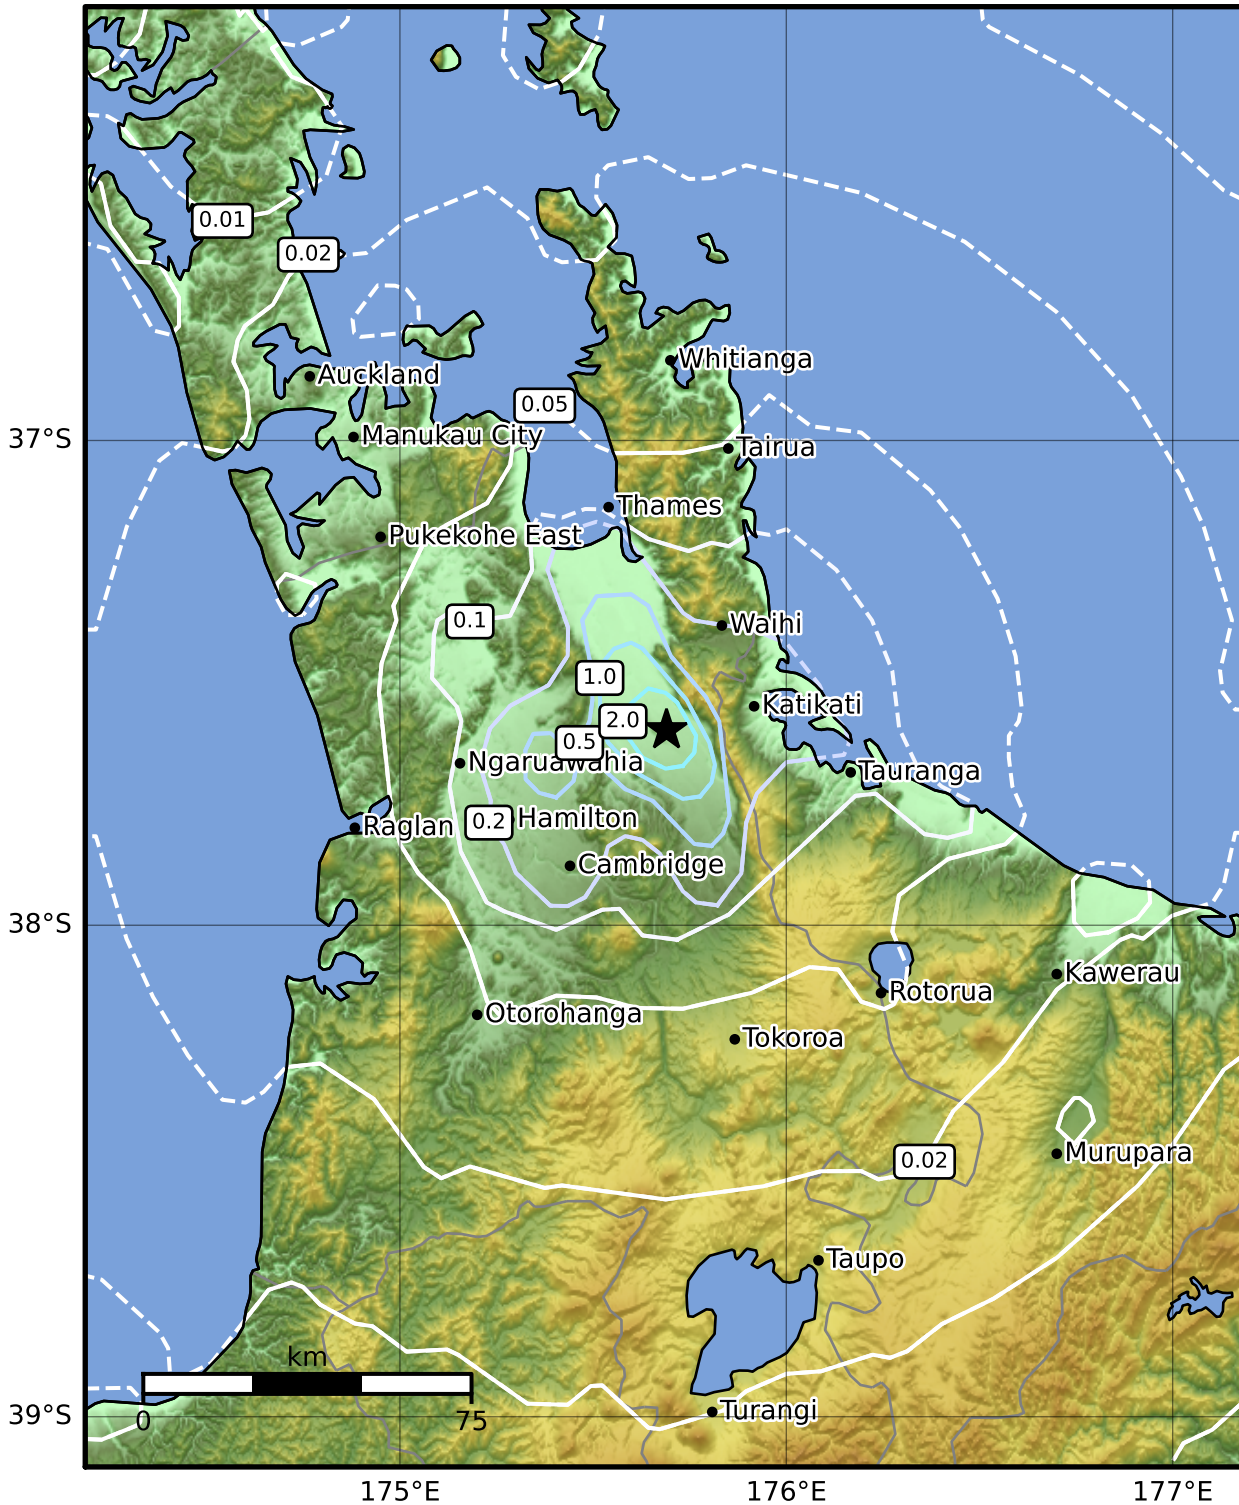 0.01
0.02
Whitianga
Auckland
0.05
Manukau City
37°S
Tairua
Thames
Pukekohe East
0.1
Waihi
1.0
Katikati
2.0
0.5
Ngaruawahia
Tauranga
0.2
Hamilton
Raglan
Cambridge
38°S
Kawerau
Rotorua
Otorohanga
Tokoroa
Murupara
0.02
Taupo
km
39°S
0
75
Turangi
175°E
176°E
177°E